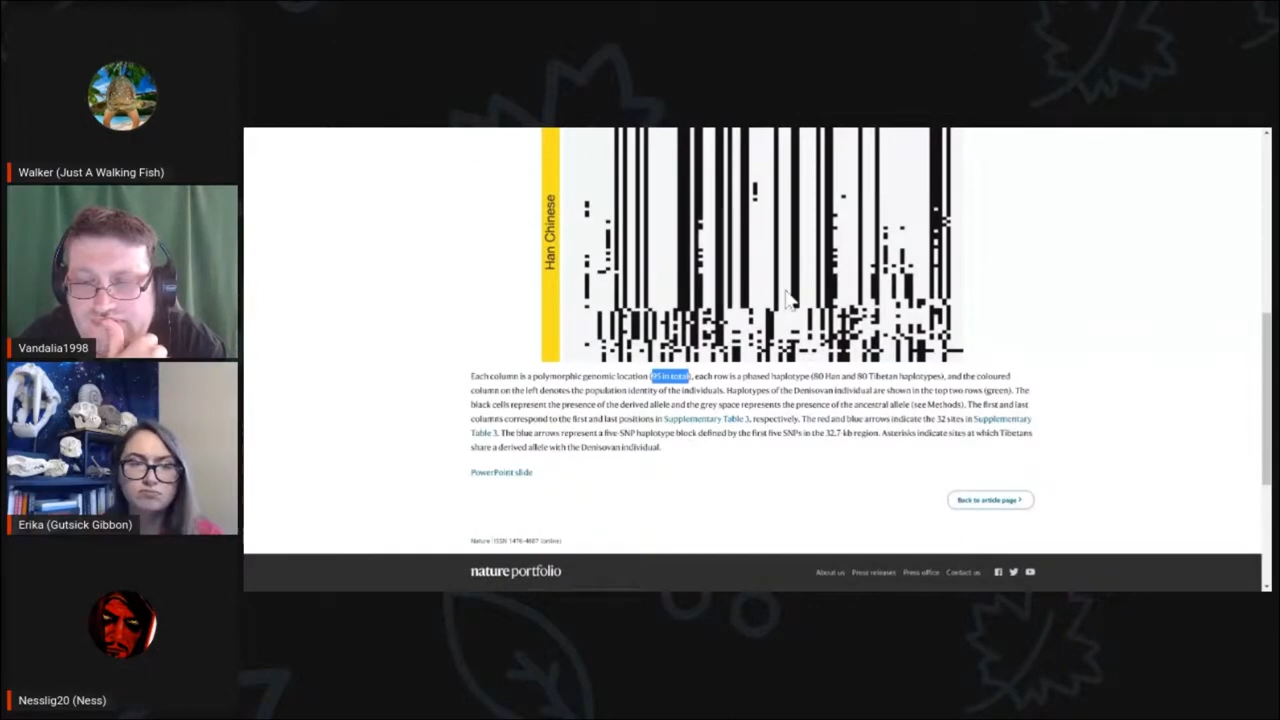 Walker (Just A Walking Fish)
Vandalia1998
Erika (Gutsick Gibbon)
Nesslig20 (Ness)
Han Chinese
Each column is a polymorphic genomic location (95 in total), each row is a phased haplotype (80 Han and 80 Tibetan haplotypes), and the coloured
column on the left denotes the population identity of the individuals. Haplotypes of the Denisovan individual are shown in the top two rows (green). The
black cells represent the presence of the derived allele and the grey space represents the presence of the ancestral allele (see Methods). The first and last
columns correspond to the first and last positions in Supplementary Table 3, respectively. The red and blue arrows indicate the 32 sites in Supplementary
Table 3. The blue arrows represent a five-SNP haplotype block defined by the first five SNPs in the 32.7-kb region. Asterisks indicate sites at which Tibetans
share a derived allele with the Denisovan individual.
PowerPoint slide
Back to article page >
Nature ISSN 1476-4687 (online)
natureportfolio
About us Press releases Press office Contact us